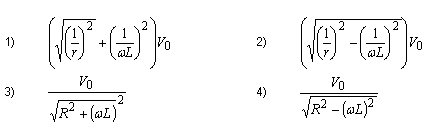 1) (√((1/r)² + (1/ωL)²)) V₀
2) (√((1/r)² − (1/ωL)²)) V₀
3) V₀/√(R² + (ωL)²)
4) V₀/√(R² − (ωL)²)